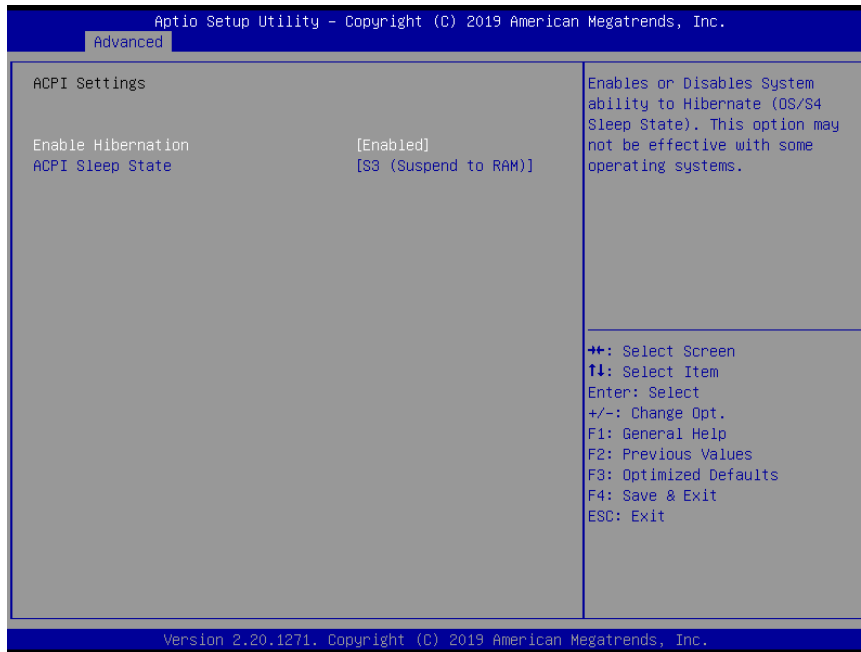 Aptio Setup Utility – Copyright (C) 2019 American Megatrends, Inc.
Advanced
ACPI Settings
Enable Hibernation [Enabled]
ACPI Sleep State [S3 (Suspend to RAM)]
Enables or Disables System
ability to Hibernate (OS/S4
Sleep State). This option may
not be effective with some
operating systems.
→←: Select Screen
↑↓: Select Item
Enter: Select
+/-: Change Opt.
F1: General Help
F2: Previous Values
F3: Optimized Defaults
F4: Save & Exit
ESC: Exit
Version 2.20.1271. Copyright (C) 2019 American Megatrends, Inc.